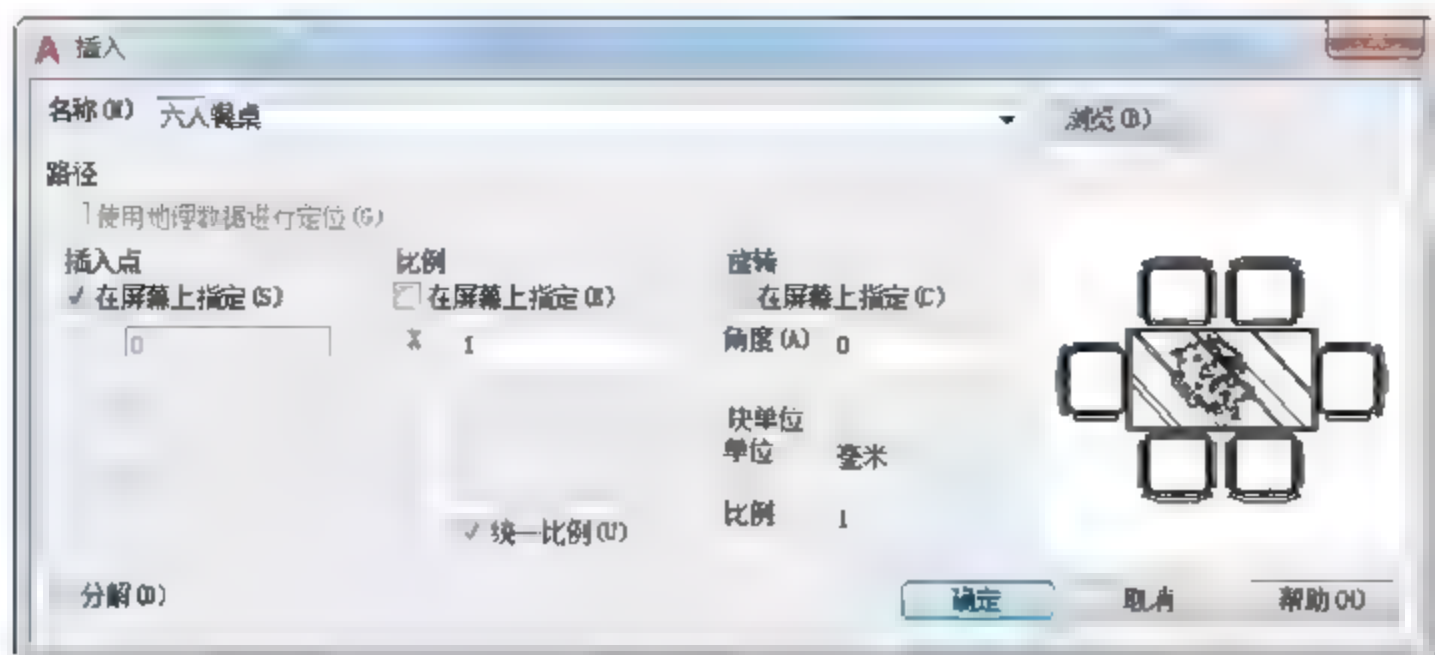 插入
名称(N) 六人餐桌 浏览(B)
路径
使用地理数据进行定位(G)
插入点 比例 旋转
在屏幕上指定(S) 在屏幕上指定(E) 在屏幕上指定(C)
0 X 1 角度(A) 0
块单位
单位 毫米
统一比例(U) 比例 1
分解(D) 确定 取消 帮助(H)